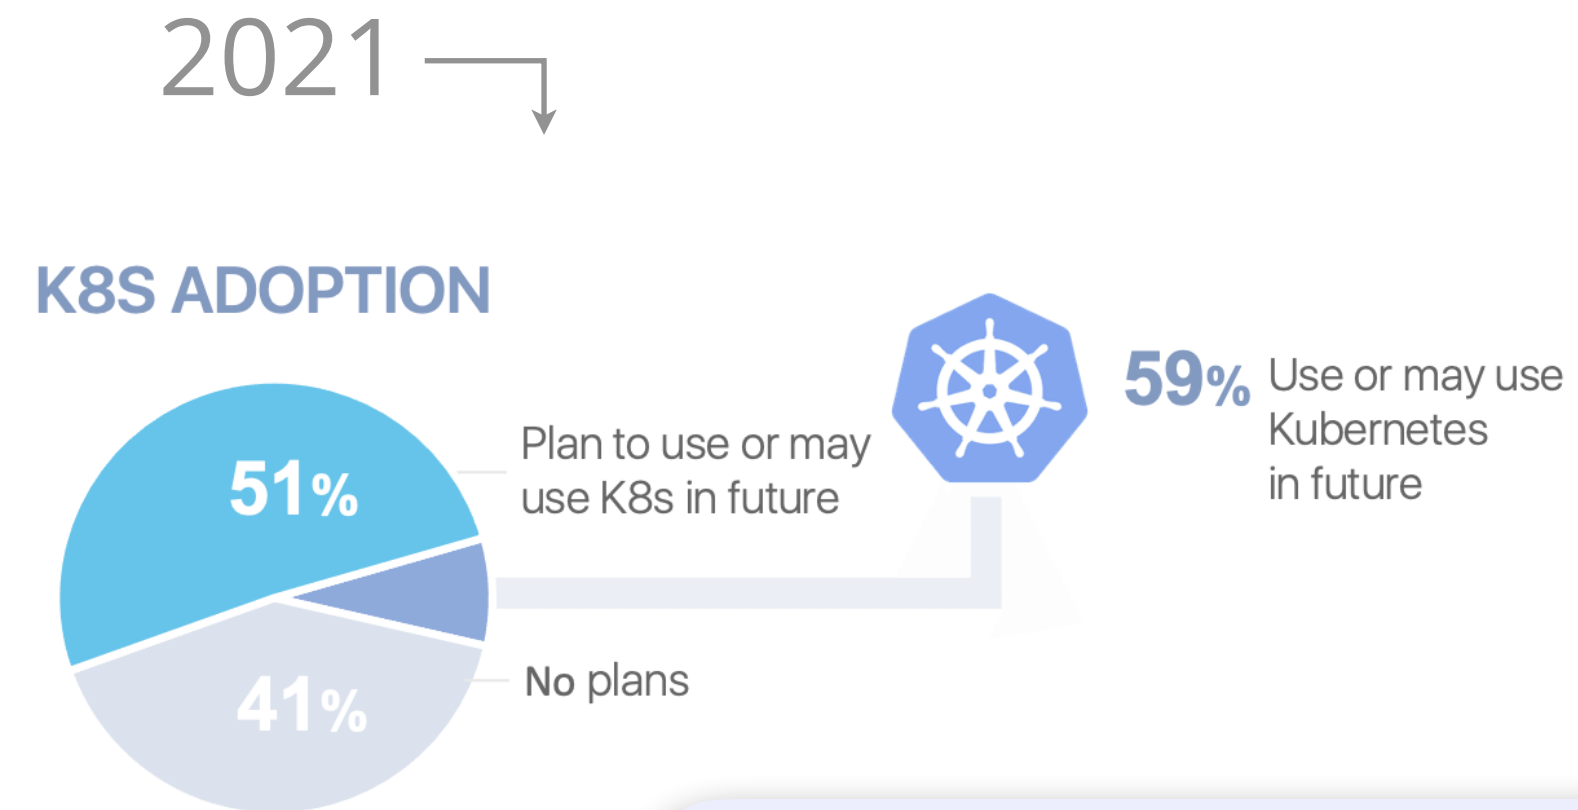 2021
K8S ADOPTION
51%
Plan to use or may
use K8s in future
59%
Use or may use
Kubernetes
in future
41%
No plans